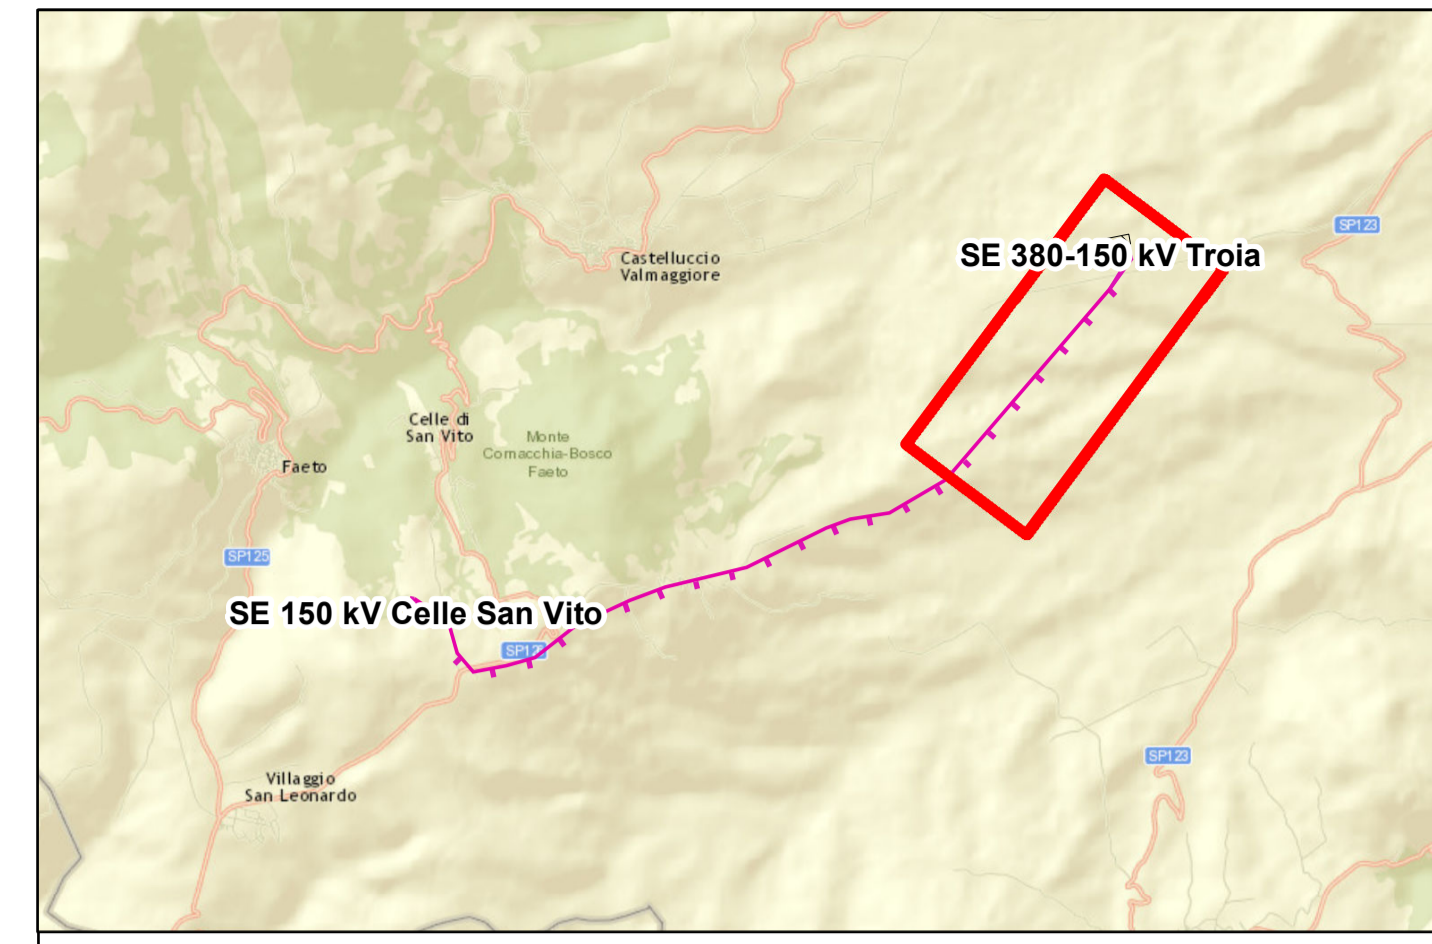 SP123
SE 380-150 kV Troia
Castelluccio
Valmaggiore
Celle di
San Vito
Monte
Cornacchia-Bosco
Faeto
Faeto
SP125
SE 150 kV Celle San Vito
SP123
Villaggio
San Leonardo